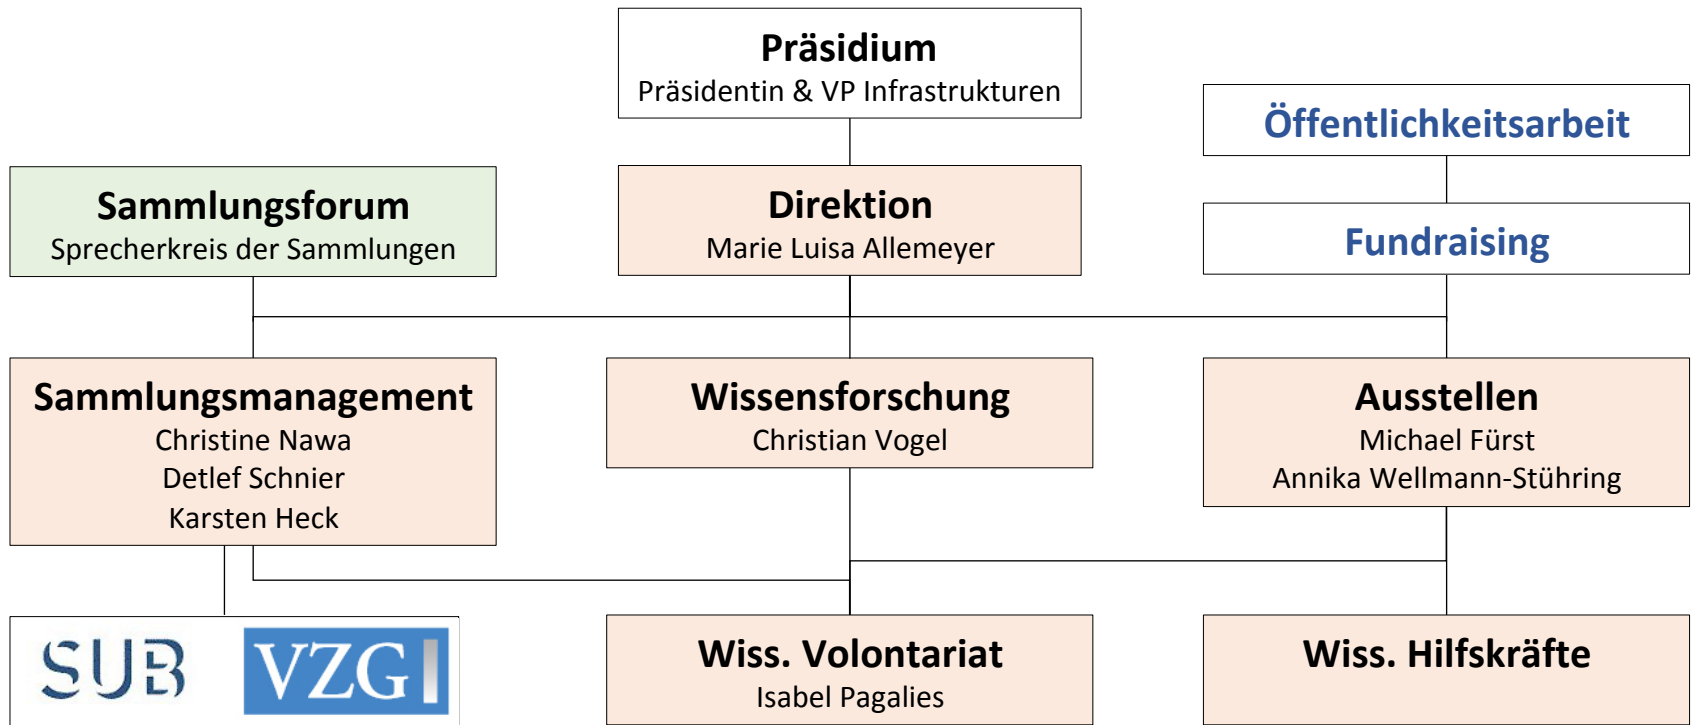 Präsidium
Präsidentin & VP Infrastrukturen
Öffentlichkeitsarbeit
Sammlungsforum
Sprecherkreis der Sammlungen
Direktion
Marie Luisa Allemeyer
Fundraising
Sammlungsmanagement
Christine Nawa
Detlef Schnier
Karsten Heck
Wissensforschung
Christian Vogel
Ausstellen
Michael Fürst
Annika Wellmann-Stühring
SUB
VZG
Wiss. Volontariat
Isabel Pagalies
Wiss. Hilfskräfte